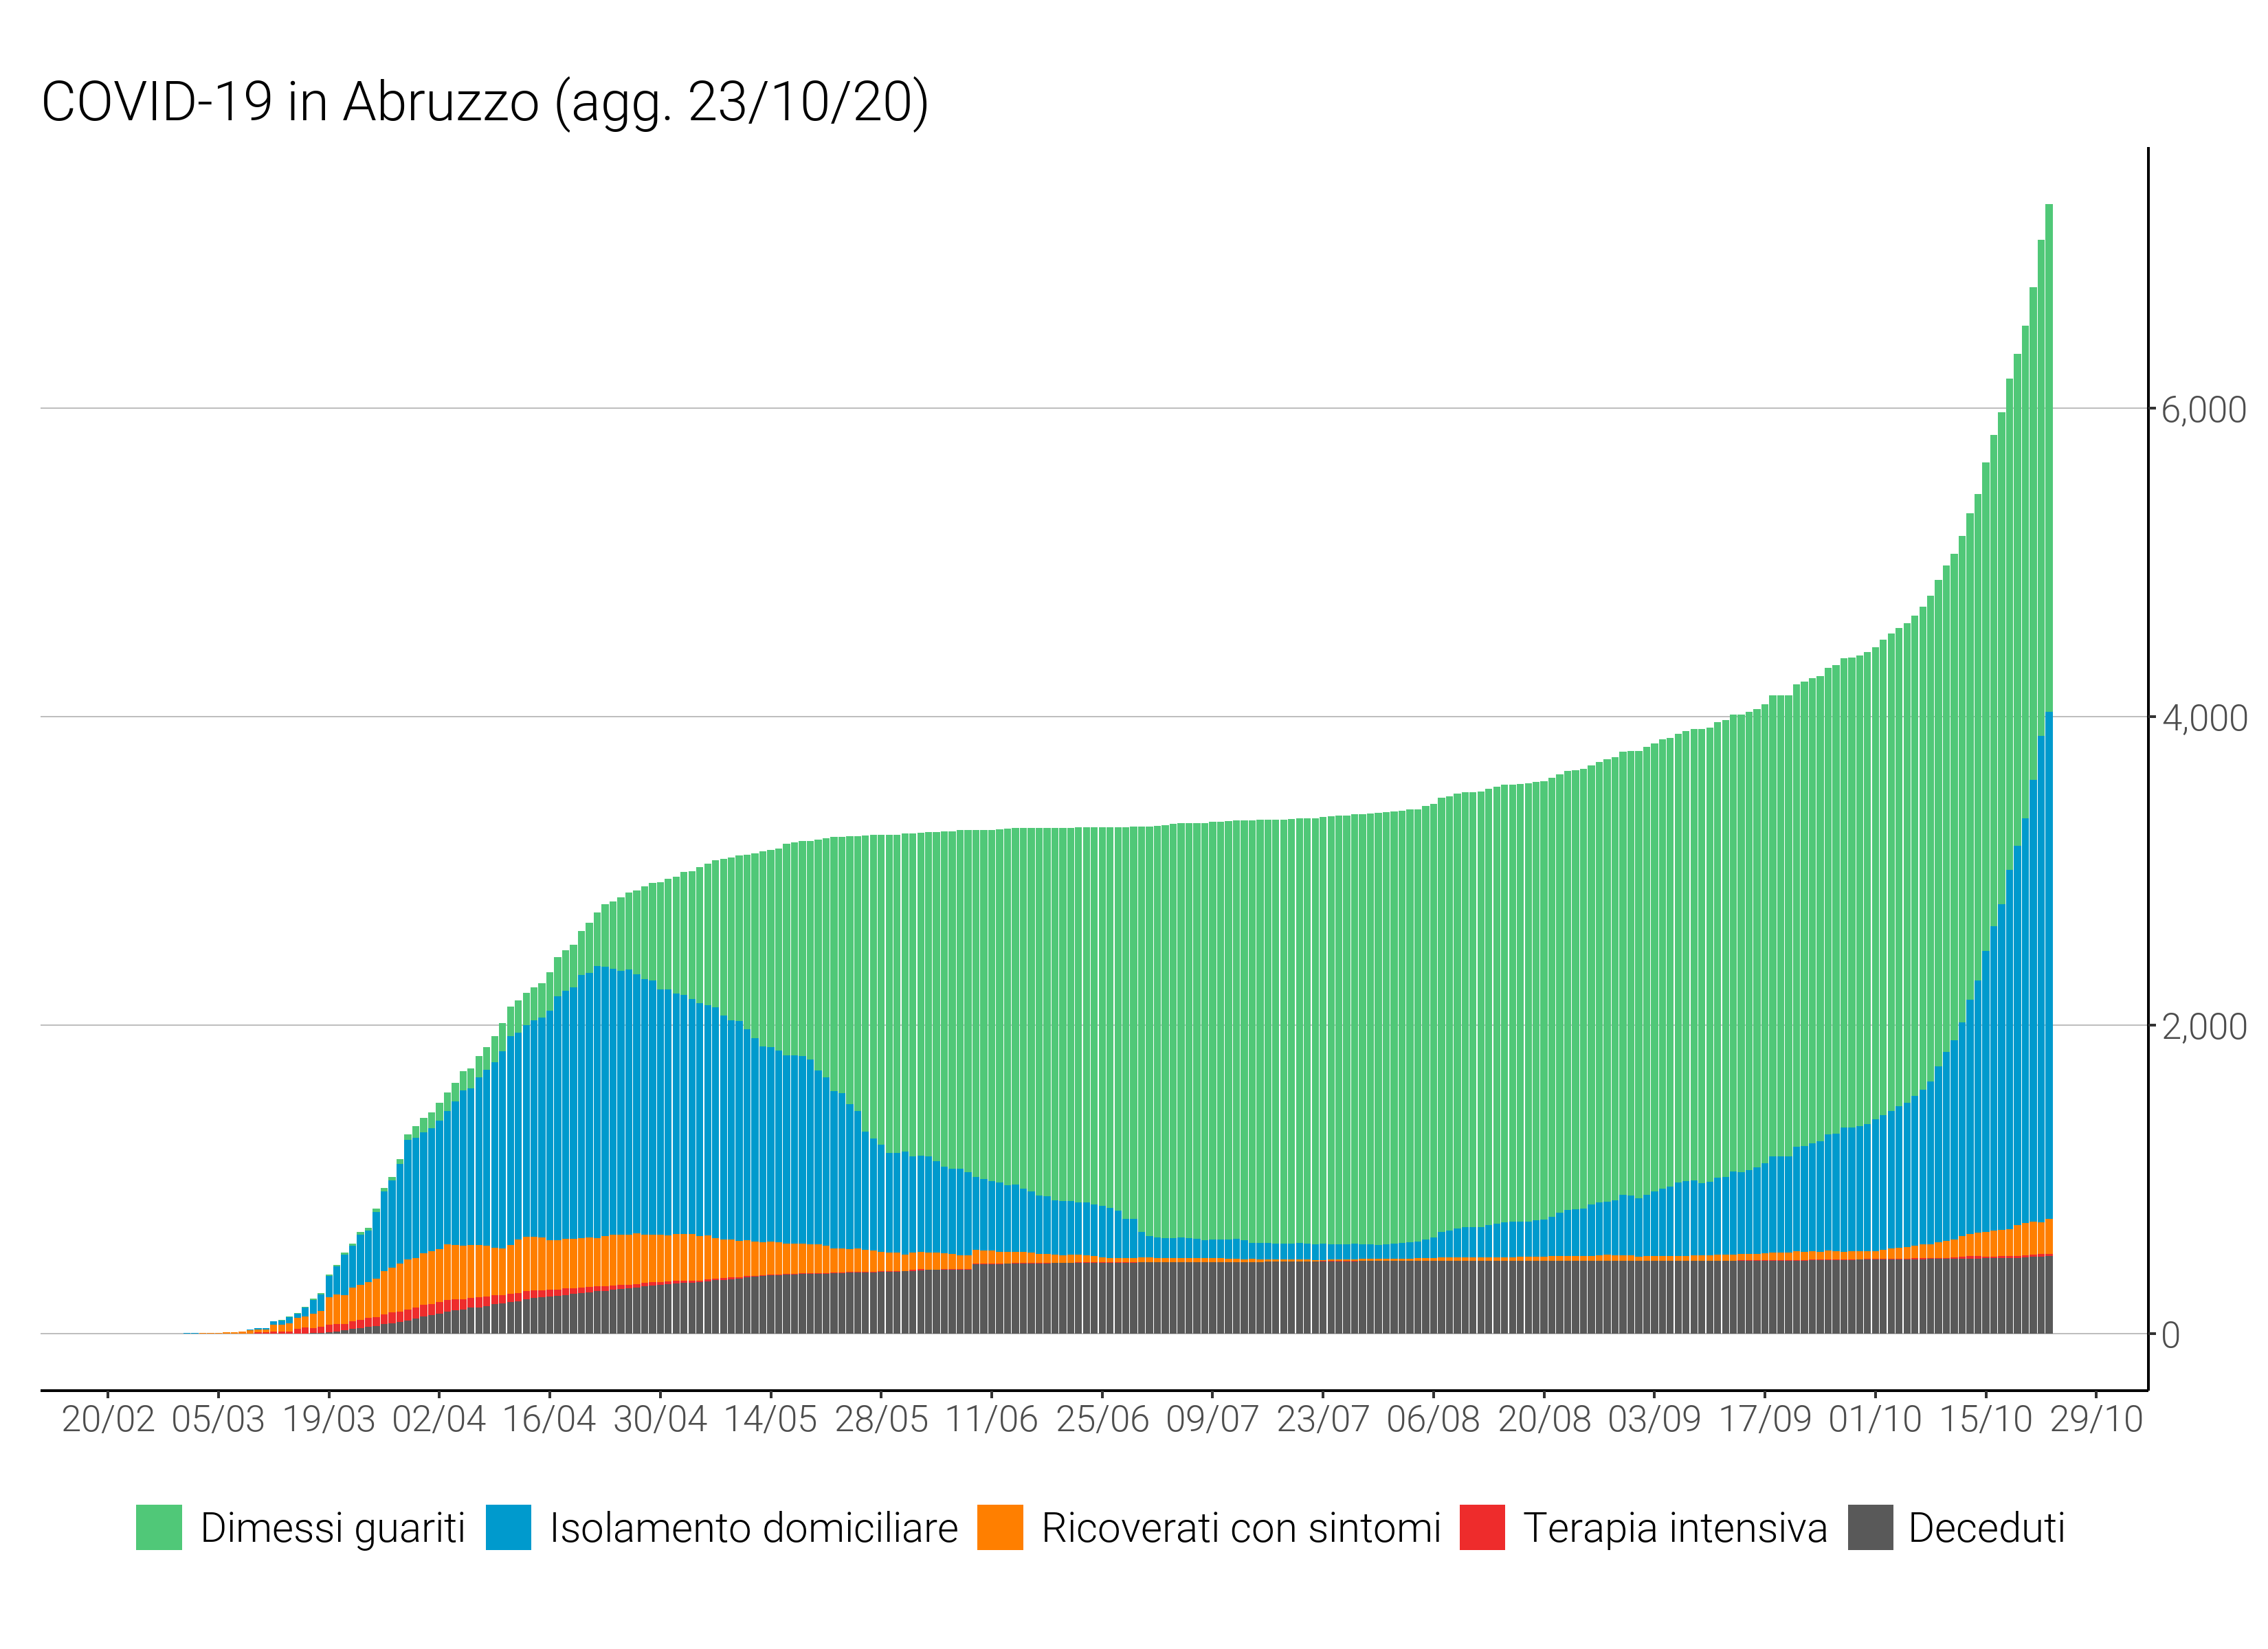 COVID-19 in Abruzzo (agg. 23/10/20)
6,000
4,000
2,000
0
20/02 05/03 19/03 02/04 16/04 30/04 14/05 28/05 11/06 25/06 09/07 23/07 06/08 20/08 03/09 17/09 01/10 15/10 29/10
Dimessi guariti Isolamento domiciliare Ricoverati con sintomi Terapia intensiva Deceduti